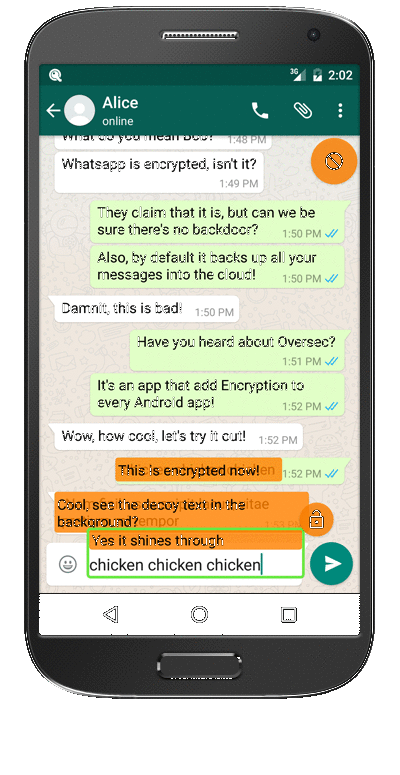 3G
2:02
Alice
online
What do you mean Bob?
1:48 PM
Whatsapp is encrypted, isn't it?
1:49 PM
They claim that it is, but can we be
sure there's no backdoor?
1:50 PM
Also, by default it backs up all your
messages into the cloud!
1:50 PM
Damnit, this is bad!
1:50 PM
Have you heard about Oversec?
1:51 PM
It's an app that add Encryption to
every Android app!
1:52 PM
Wow, how cool, let's try it out!
1:52 PM
This is encrypted now!
1:52 PM
Cool, see the decoy text in the
background?
1:53 PM
Yes it shines through
chicken chicken chicken